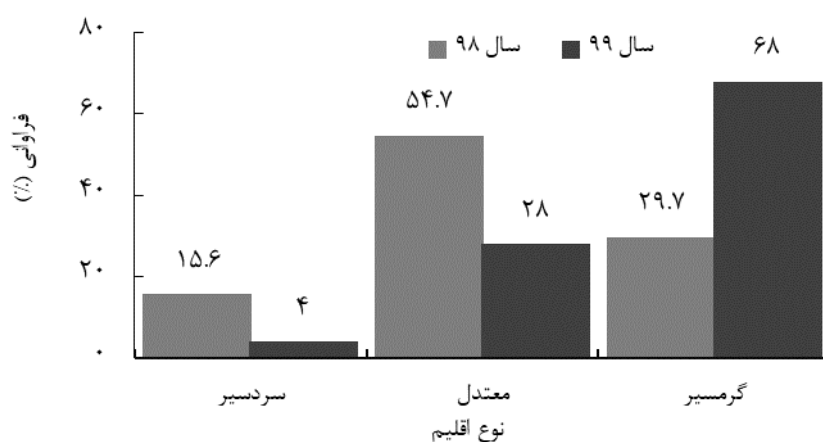 ۸۰
سال ۹۸
سال ۹۹
۶۸
۶۰
۵۴.۷
فراوانی (%)
۴۰
۲۹.۷
۲۸
۲۰
۱۵.۶
۴
۰
سردسیر
معتدل
گرمسیر
نوع اقلیم